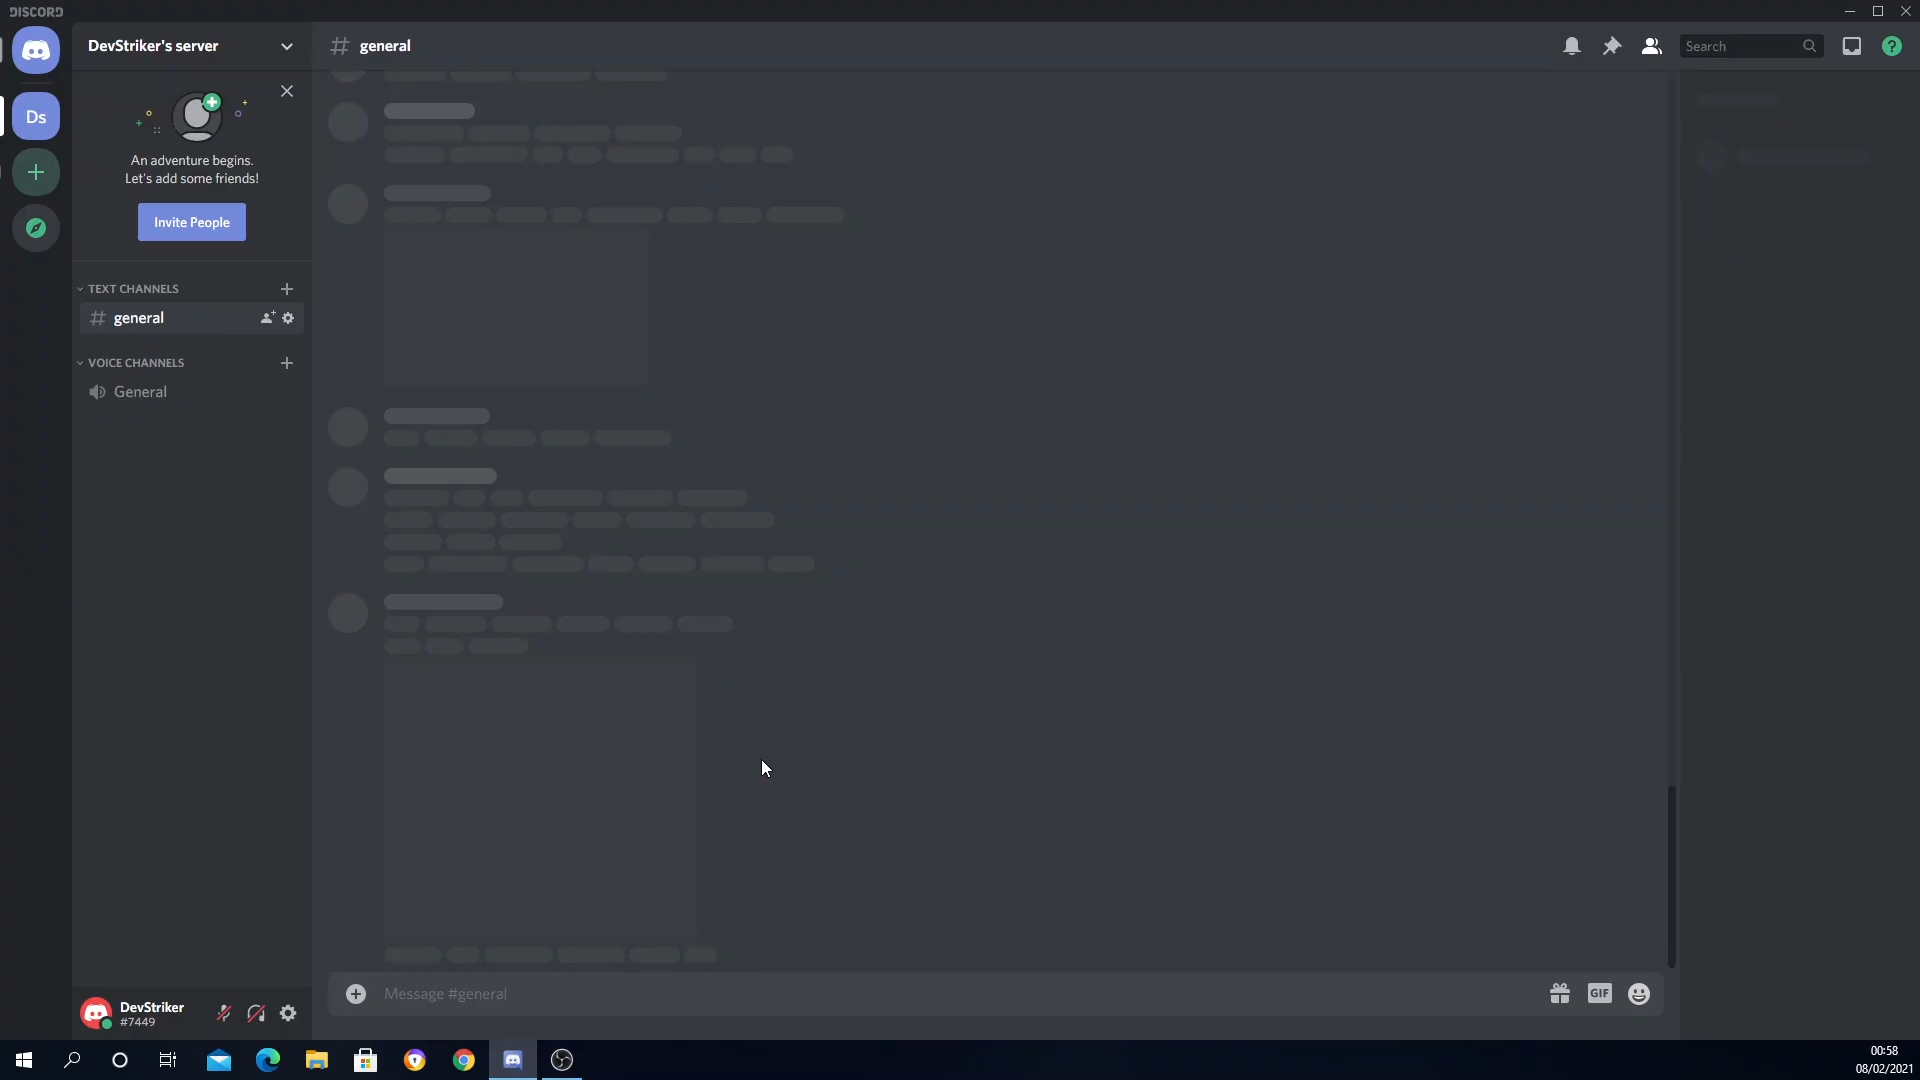 DISCORD
DevStriker's server
general
Search
?
Ds
An adventure begins.
Let's add some friends!
Invite People
TEXT CHANNELS
general
VOICE CHANNELS
General
Message #general
GIF
DevStriker
#7449
00:58
08/02/2021